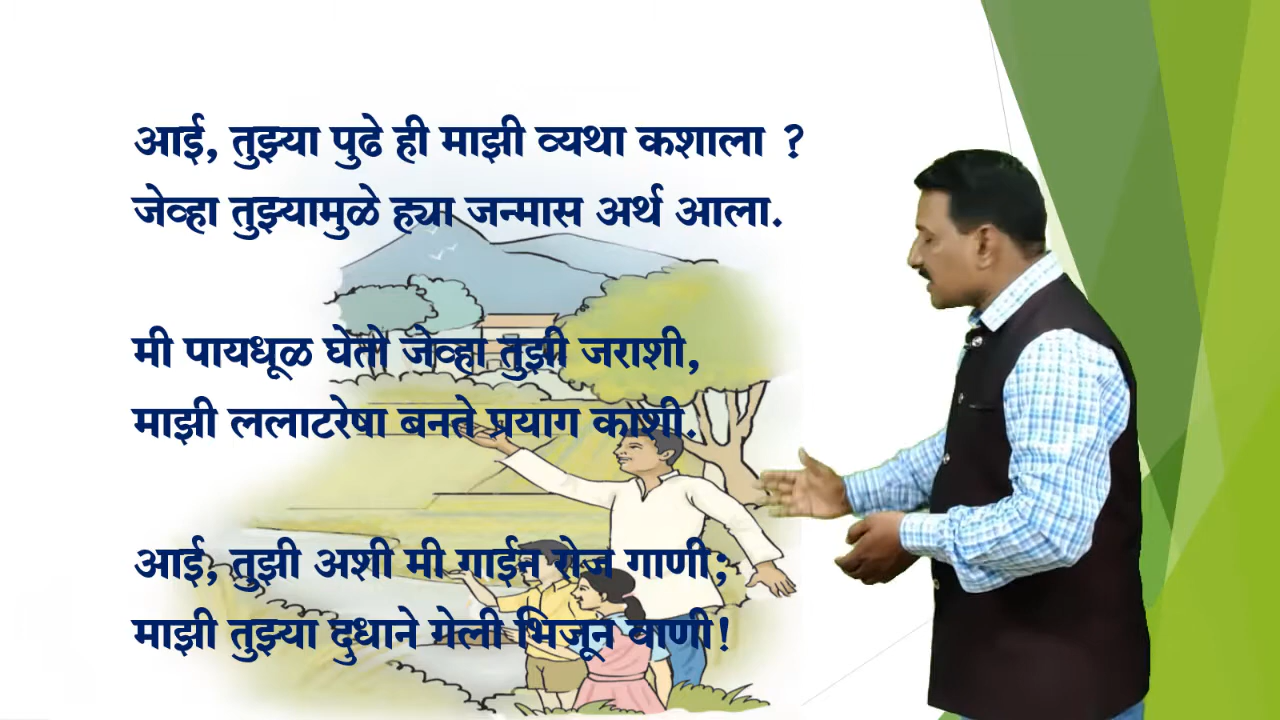 आई, तुझ्या पुढे ही माझी व्यथा कशाला ?
जेव्हा तुझ्यामुळे ह्या जन्मास अर्थ आला.
मी पायधूळ घेतो जेव्हा तुझी जराशी,
माझी ललाटरेषा बनते प्रयाग काशी.
आई, तुझी अशी मी गाईन रोज गाणी;
माझी तुझ्या दुधाने गेली भिजून वाणी!